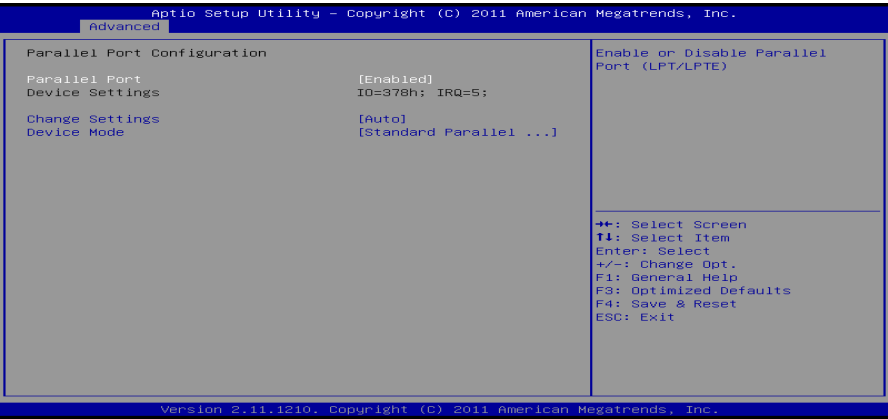 Aptio Setup Utility – Copyright (C) 2011 American Megatrends, Inc.
Advanced
Parallel Port Configuration
Parallel Port [Enabled]
Device Settings IO=378h; IRQ=5;
Change Settings [Auto]
Device Mode [Standard Parallel ...]
Enable or Disable Parallel
Port (LPT/LPTE)
→←: Select Screen
↑↓: Select Item
Enter: Select
+/-: Change Opt.
F1: General Help
F3: Optimized Defaults
F4: Save & Reset
ESC: Exit
Version 2.11.1210. Copyright (C) 2011 American Megatrends, Inc.